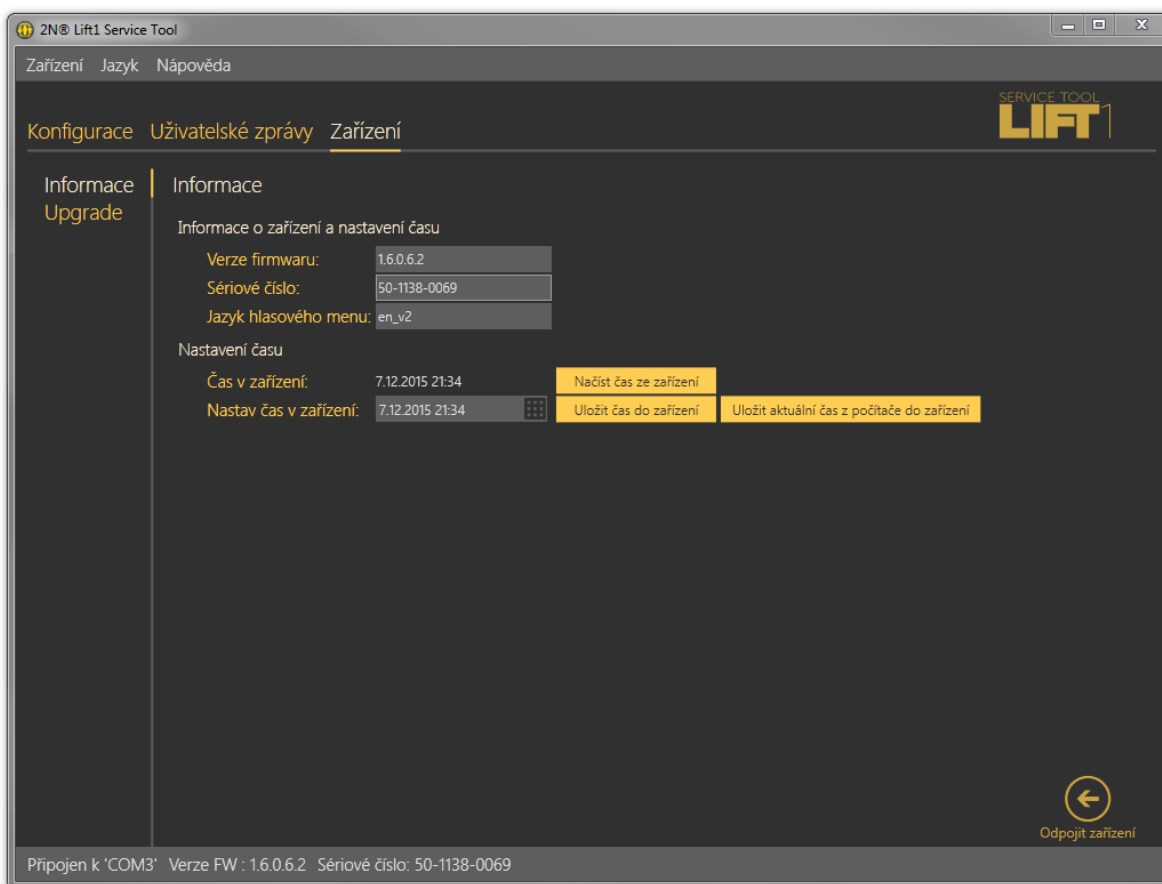 2N® Lift1 Service Tool
Zařízení Jazyk Nápověda
SERVICE TOOL
LIFT1
Konfigurace Uživatelské zprávy Zařízení
Informace
Upgrade
Informace
Informace o zařízení a nastavení času
Verze firmwaru: 1.6.0.6.2
Sériové číslo: 50-1138-0069
Jazyk hlasového menu: en_v2
Nastavení času
Čas v zařízení: 7.12.2015 21:34 Načíst čas ze zařízení
Nastav čas v zařízení: 7.12.2015 21:34 Uložit čas do zařízení Uložit aktuální čas z počítače do zařízení
Odpojit zařízení
Připojen k 'COM3' Verze FW : 1.6.0.6.2 Sériové číslo: 50-1138-0069